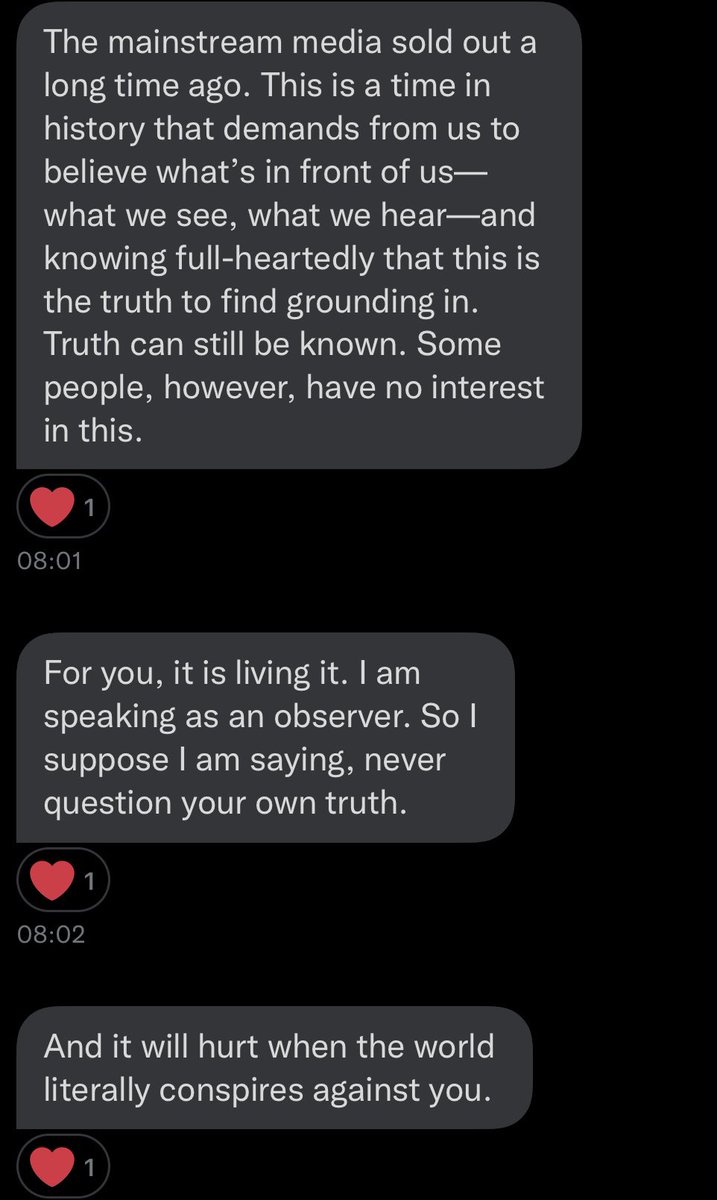 The mainstream media sold out a
long time ago. This is a time in
history that demands from us to
believe what’s in front of us—
what we see, what we hear—and
knowing full-heartedly that this is
the truth to find grounding in.
Truth can still be known. Some
people, however, have no interest
in this.
1
08:01
For you, it is living it. I am
speaking as an observer. So I
suppose I am saying, never
question your own truth.
1
08:02
And it will hurt when the world
literally conspires against you.
1